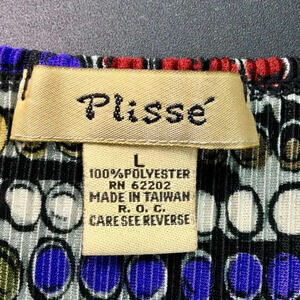 Plissé
L
100%POLYESTER
RN 62202
MADE IN TAIWAN
R. O. C.
CARE SEE REVERSE